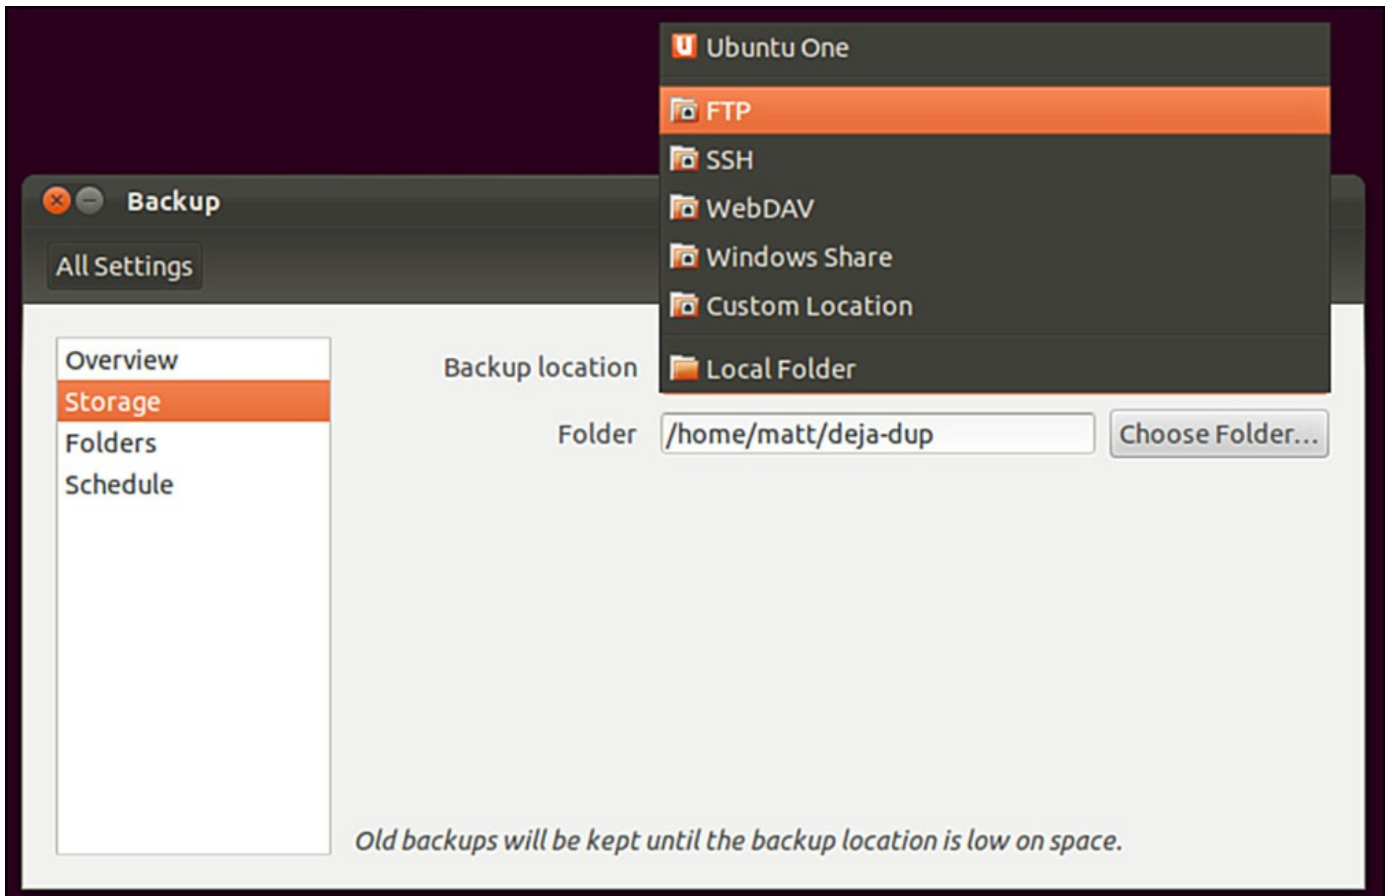 Ubuntu One
FTP
SSH
WebDAV
Windows Share
Custom Location
Local Folder
Backup
All Settings
Overview
Storage
Folders
Schedule
Backup location
Folder /home/matt/deja-dup Choose Folder...
Old backups will be kept until the backup location is low on space.